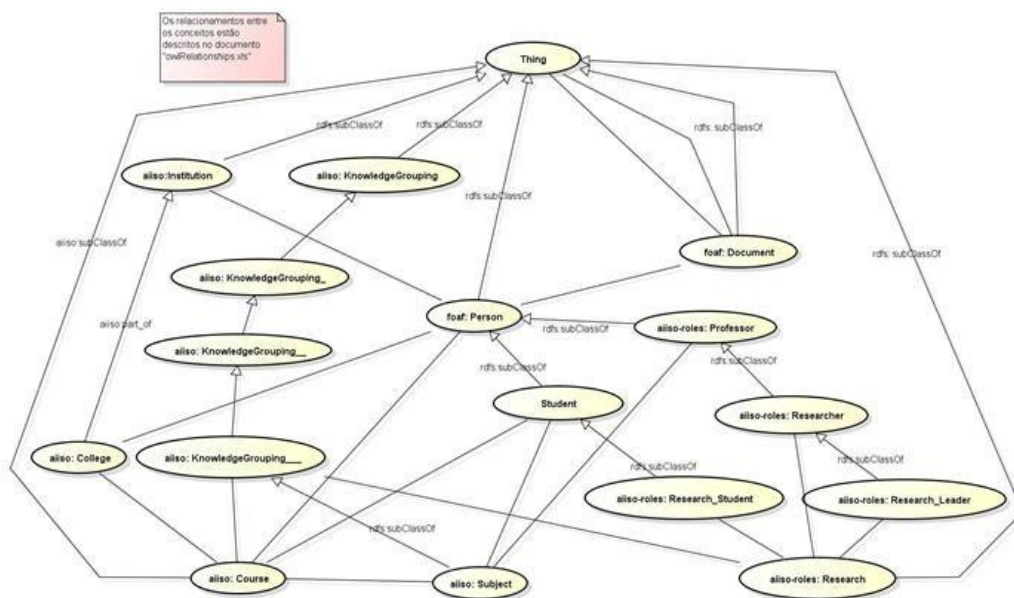 Os relacionamentos entre
os conceitos estão
descritos no documento
"owlRelationships.xls"
Thing
rdfs:subClassOf
rdfs:subClassOf
rdfs: subClassOf
aiiso:Institution
aiiso: KnowledgeGrouping
rdfs:subClassOf
aiiso:subClassOf
foaf: Document
rdfs: subClassOf
aiiso: KnowledgeGrouping_
aiiso:part_of
foaf: Person
rdfs:subClassOf
aiiso-roles: Professor
aiiso: KnowledgeGrouping__
rdfs:subClassOf
rdfs:subClassOf
Student
aiiso-roles: Researcher
aiiso: College
aiiso: KnowledgeGrouping___
rdfs:subClassOf
rdfs:subClassOf
aiiso-roles: Research_Student
aiiso-roles: Research_Leader
rdfs:subClassOf
aiiso: Course
aiiso: Subject
aiiso-roles: Research